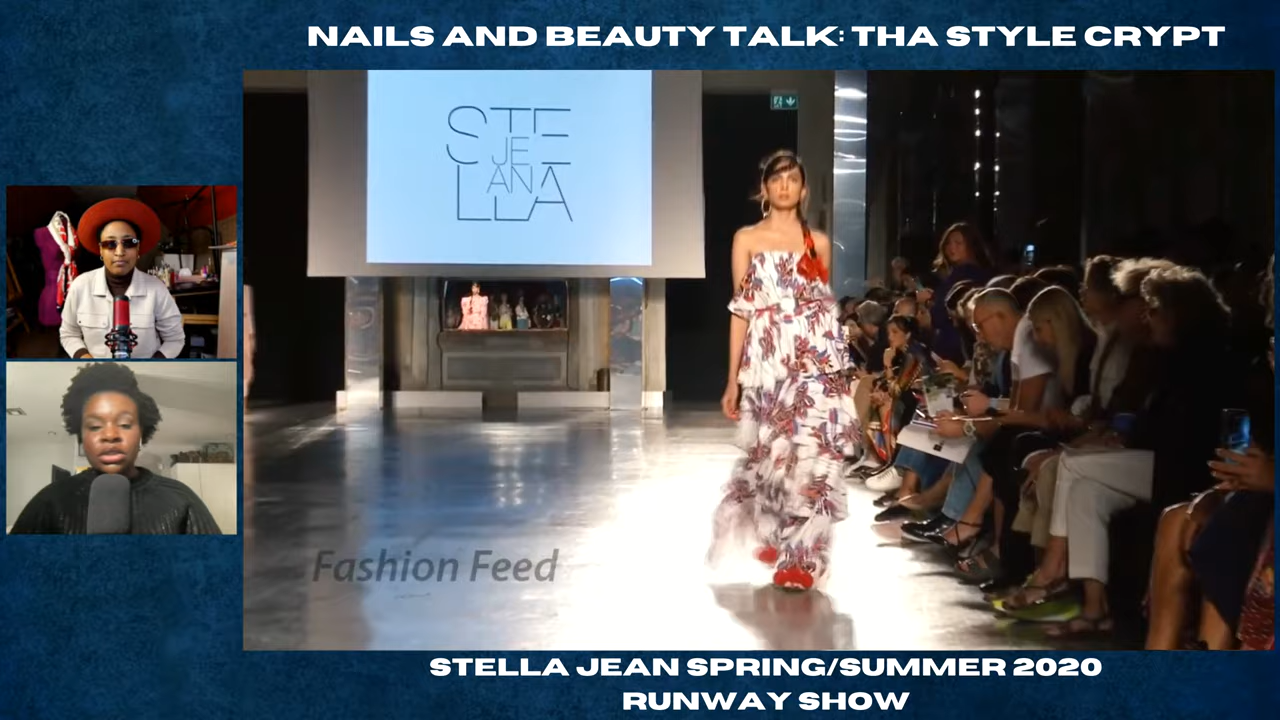 NAILS AND BEAUTY TALK: THA STYLE CRYPT
STE
JE
AN
LLA
Fashion Feed
STELLA JEAN SPRING/SUMMER 2020
RUNWAY SHOW